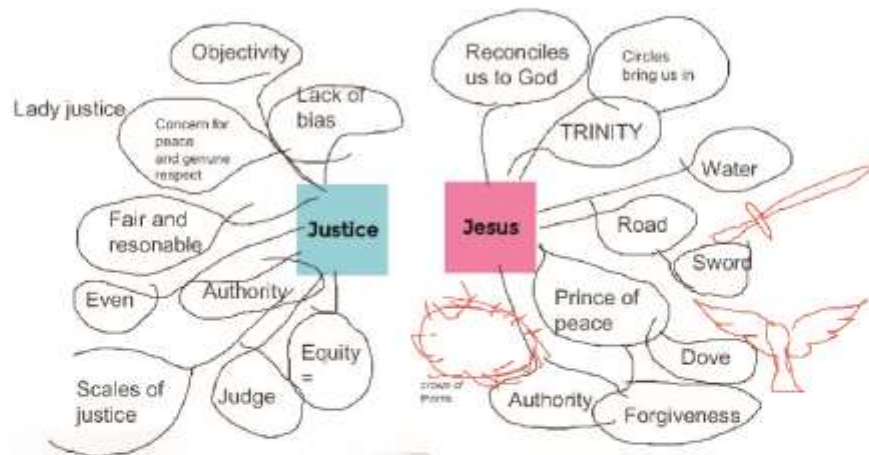 Objectivity
Lady justice
Lack of
bias
Concern for
peace
and genune
respect
Justice
Fair and
resonable
Even
Authority
Equity
=
Scales of
justice
Judge
Reconciles
us to God
Circles
bring us in
TRINITY
Water
Jesus
Road
Sword
Prince of
peace
Dove
crown of
thorns
Authority
Forgiveness